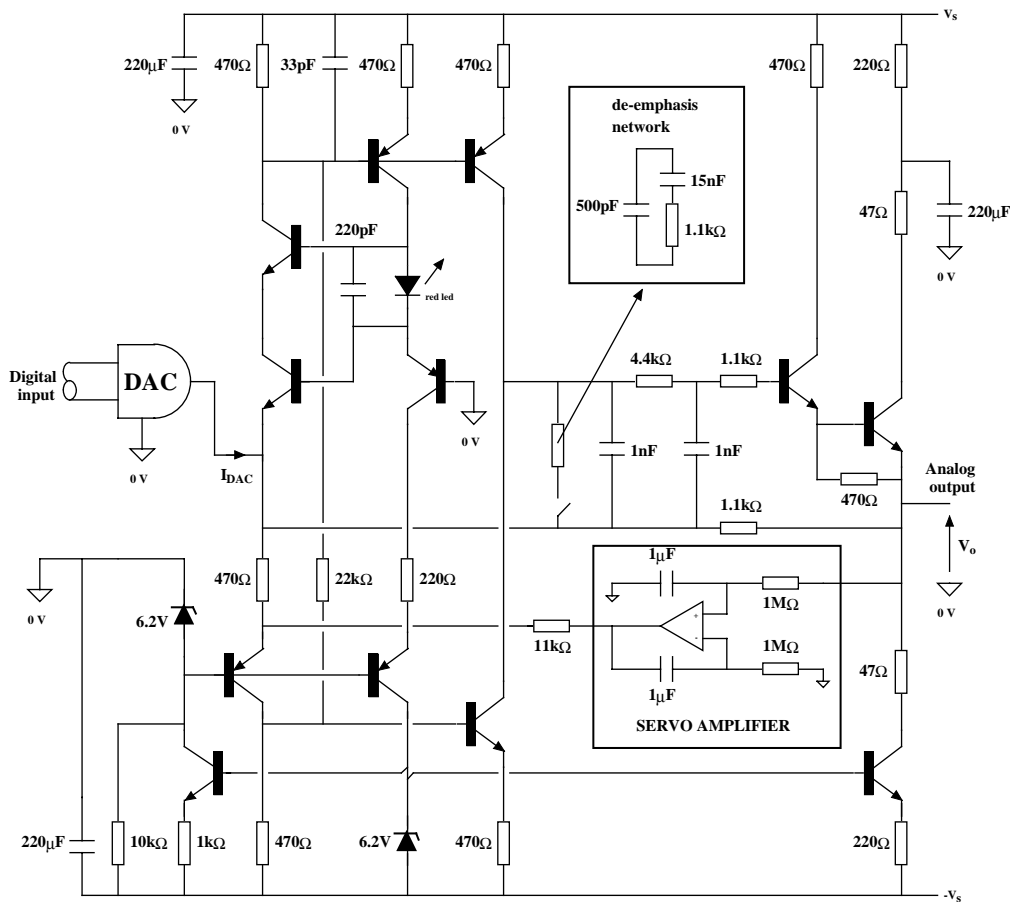 Vs
220µF
470Ω
33pF
470Ω
470Ω
470Ω
220Ω
0 V
de-emphasis
network
15nF
500pF
1.1kΩ
47Ω
220µF
0 V
220pF
red led
Digital
input
DAC
0 V
0 V
IDAC
4.4kΩ
1.1kΩ
1nF
1nF
470Ω
Analog
output
1.1kΩ
Vo
0 V
0 V
6.2V
470Ω
22kΩ
220Ω
11kΩ
1µF
+
-
1MΩ
1MΩ
1µF
SERVO AMPLIFIER
47Ω
220µF
10kΩ
1kΩ
470Ω
6.2V
470Ω
220Ω
-Vs